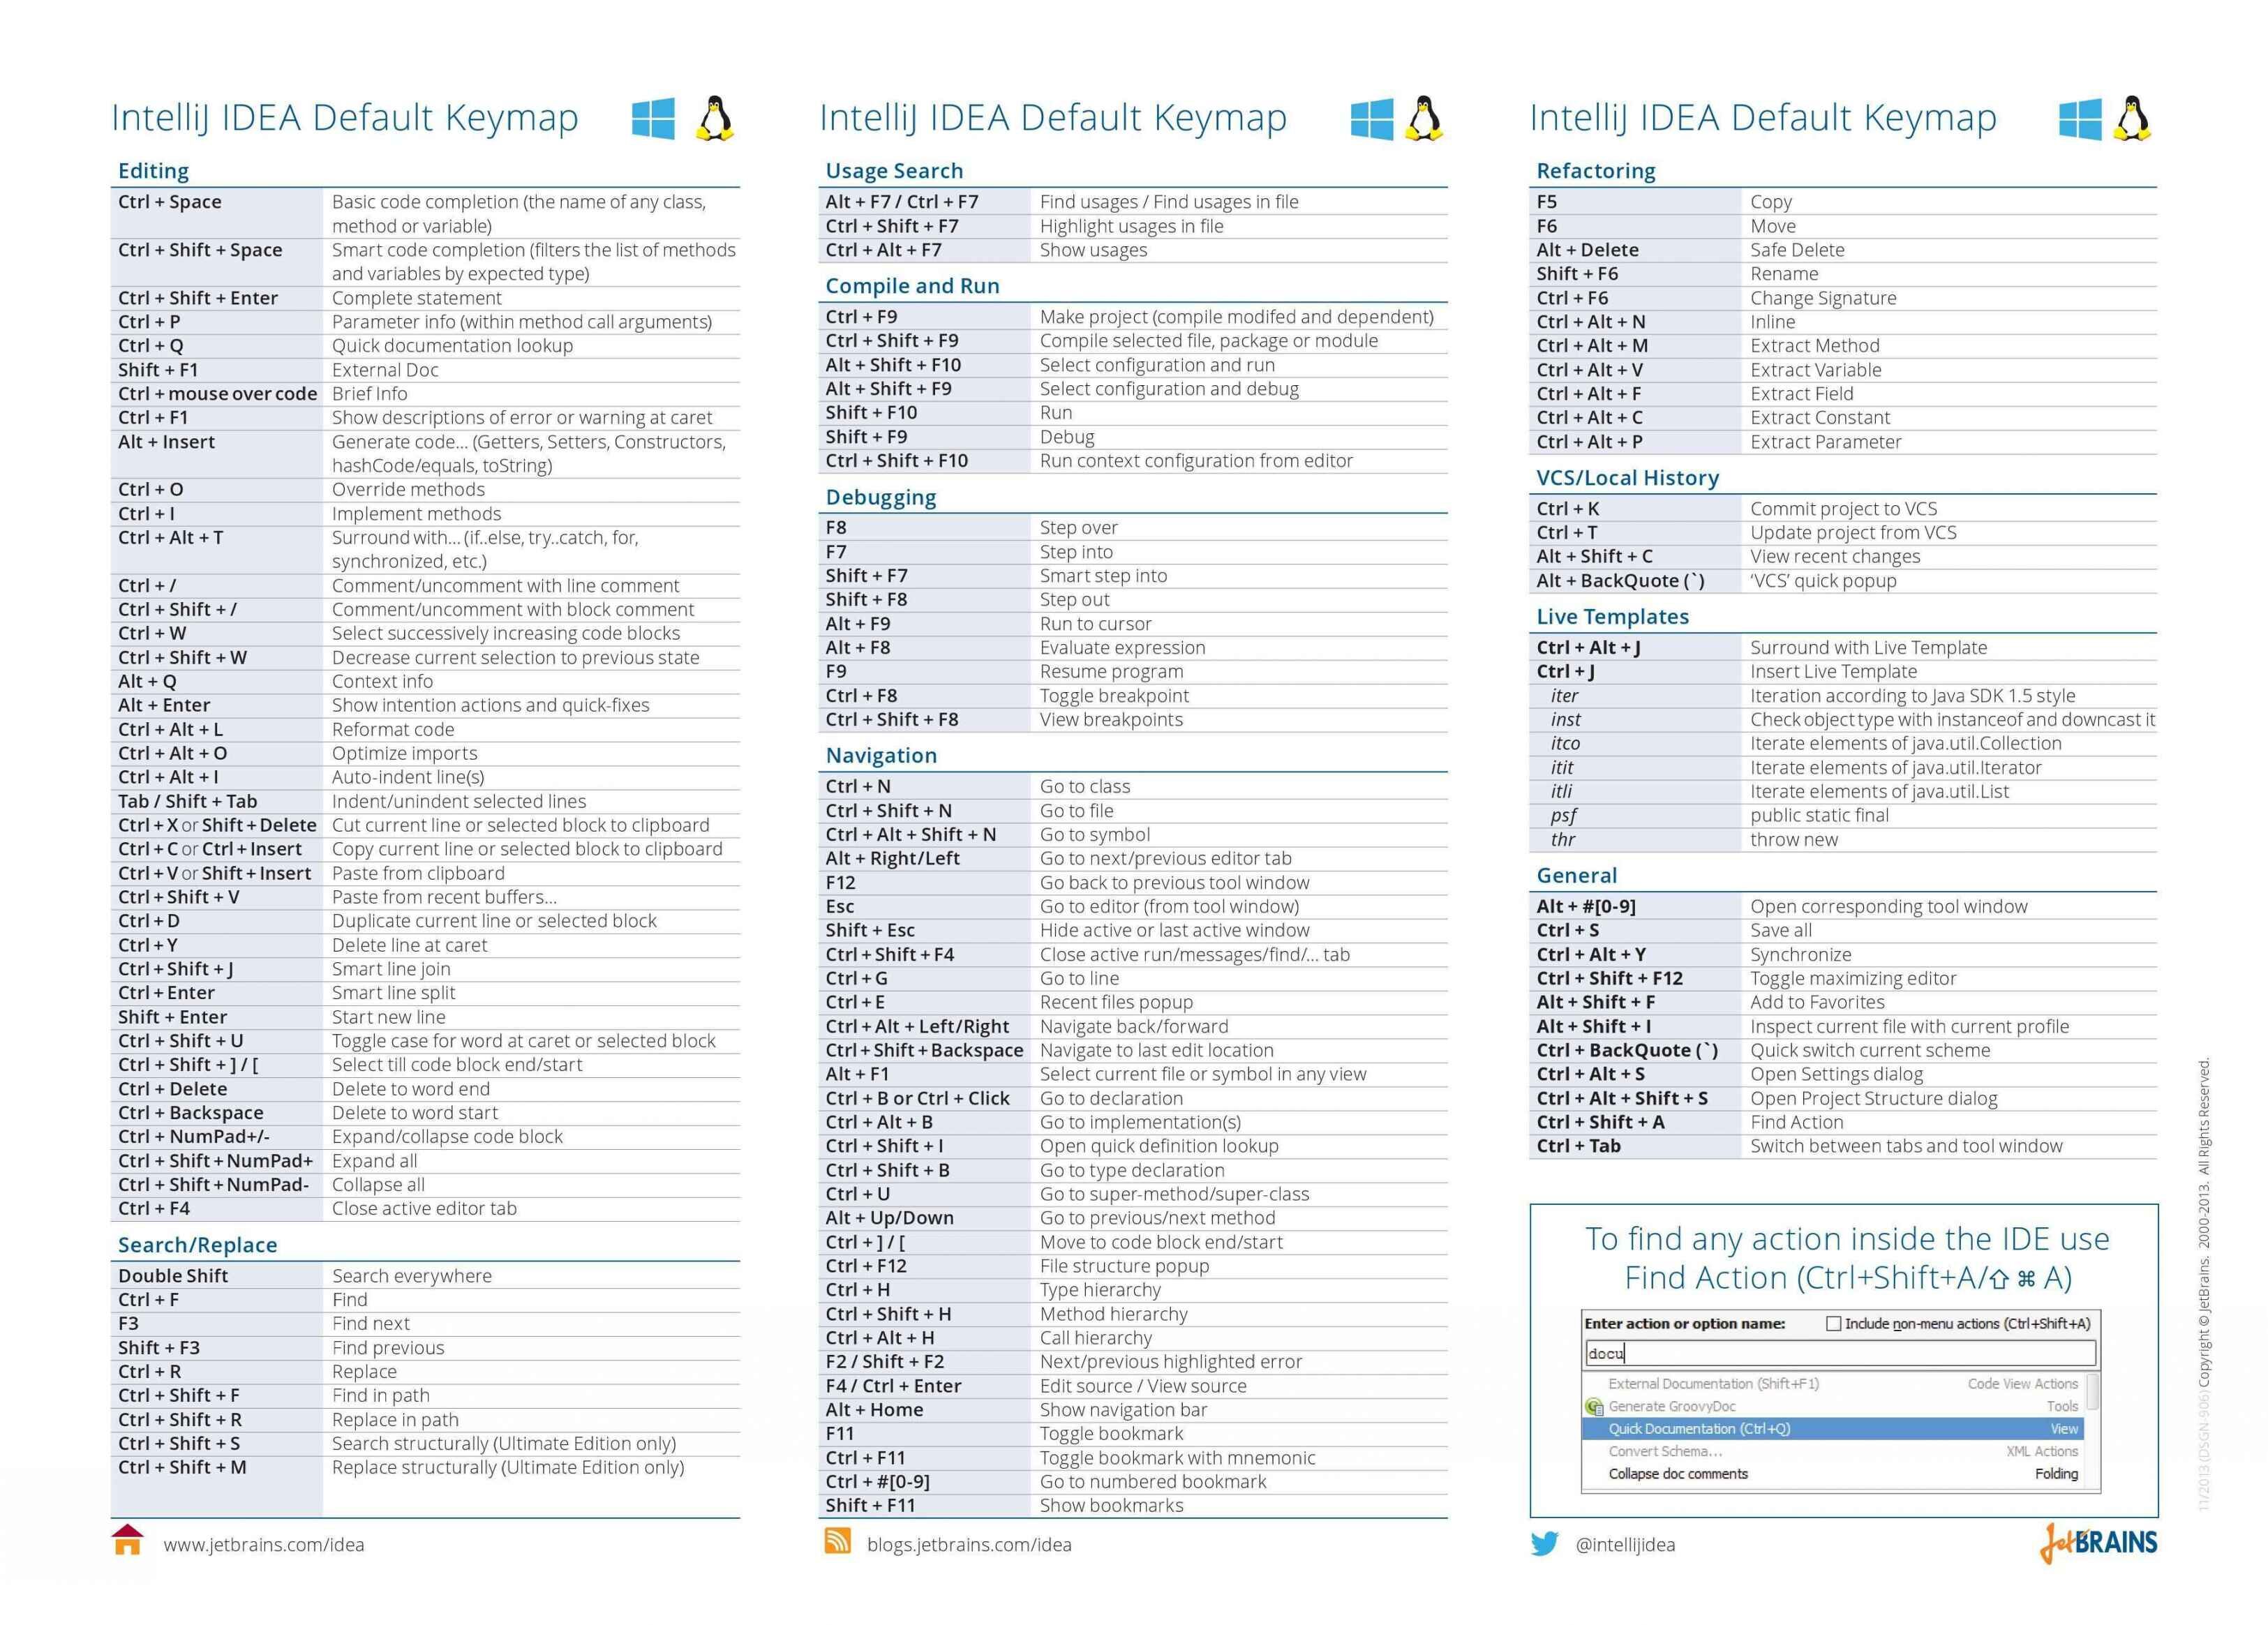 IntelliJ IDEA Default Keymap
Editing
Ctrl + Space Basic code completion (the name of any class,
method or variable)
Ctrl + Shift + Space Smart code completion (filters the list of methods
and variables by expected type)
Ctrl + Shift + Enter Complete statement
Ctrl + P Parameter info (within method call arguments)
Ctrl + Q Quick documentation lookup
Shift + F1 External Doc
Ctrl + mouse over code Brief Info
Ctrl + F1 Show descriptions of error or warning at caret
Alt + Insert Generate code... (Getters, Setters, Constructors,
hashCode/equals, toString)
Ctrl + O Override methods
Ctrl + I Implement methods
Ctrl + Alt + T Surround with... (if..else, try..catch, for,
synchronized, etc.)
Ctrl + / Comment/uncomment with line comment
Ctrl + Shift + / Comment/uncomment with block comment
Ctrl + W Select successively increasing code blocks
Ctrl + Shift + W Decrease current selection to previous state
Alt + Q Context info
Alt + Enter Show intention actions and quick-fixes
Ctrl + Alt + L Reformat code
Ctrl + Alt + O Optimize imports
Ctrl + Alt + I Auto-indent line(s)
Tab / Shift + Tab Indent/unindent selected lines
Ctrl + X or Shift + Delete Cut current line or selected block to clipboard
Ctrl + C or Ctrl + Insert Copy current line or selected block to clipboard
Ctrl + V or Shift + Insert Paste from clipboard
Ctrl + Shift + V Paste from recent buffers...
Ctrl + D Duplicate current line or selected block
Ctrl + Y Delete line at caret
Ctrl + Shift + J Smart line join
Ctrl + Enter Smart line split
Shift + Enter Start new line
Ctrl + Shift + U Toggle case for word at caret or selected block
Ctrl + Shift + ] / [ Select till code block end/start
Ctrl + Delete Delete to word end
Ctrl + Backspace Delete to word start
Ctrl + NumPad+/- Expand/collapse code block
Ctrl + Shift + NumPad+ Expand all
Ctrl + Shift + NumPad- Collapse all
Ctrl + F4 Close active editor tab
Search/Replace
Double Shift Search everywhere
Ctrl + F Find
F3 Find next
Shift + F3 Find previous
Ctrl + R Replace
Ctrl + Shift + F Find in path
Ctrl + Shift + R Replace in path
Ctrl + Shift + S Search structurally (Ultimate Edition only)
Ctrl + Shift + M Replace structurally (Ultimate Edition only)
www.jetbrains.com/idea
IntelliJ IDEA Default Keymap
Usage Search
Alt + F7 / Ctrl + F7 Find usages / Find usages in file
Ctrl + Shift + F7 Highlight usages in file
Ctrl + Alt + F7 Show usages
Compile and Run
Ctrl + F9 Make project (compile modifed and dependent)
Ctrl + Shift + F9 Compile selected file, package or module
Alt + Shift + F10 Select configuration and run
Alt + Shift + F9 Select configuration and debug
Shift + F10 Run
Shift + F9 Debug
Ctrl + Shift + F10 Run context configuration from editor
Debugging
F8 Step over
F7 Step into
Shift + F7 Smart step into
Shift + F8 Step out
Alt + F9 Run to cursor
Alt + F8 Evaluate expression
F9 Resume program
Ctrl + F8 Toggle breakpoint
Ctrl + Shift + F8 View breakpoints
Navigation
Ctrl + N Go to class
Ctrl + Shift + N Go to file
Ctrl + Alt + Shift + N Go to symbol
Alt + Right/Left Go to next/previous editor tab
F12 Go back to previous tool window
Esc Go to editor (from tool window)
Shift + Esc Hide active or last active window
Ctrl + Shift + F4 Close active run/messages/find/... tab
Ctrl + G Go to line
Ctrl + E Recent files popup
Ctrl + Alt + Left/Right Navigate back/forward
Ctrl + Shift + Backspace Navigate to last edit location
Alt + F1 Select current file or symbol in any view
Ctrl + B or Ctrl + Click Go to declaration
Ctrl + Alt + B Go to implementation(s)
Ctrl + Shift + I Open quick definition lookup
Ctrl + Shift + B Go to type declaration
Ctrl + U Go to super-method/super-class
Alt + Up/Down Go to previous/next method
Ctrl + ] / [ Move to code block end/start
Ctrl + F12 File structure popup
Ctrl + H Type hierarchy
Ctrl + Shift + H Method hierarchy
Ctrl + Alt + H Call hierarchy
F2 / Shift + F2 Next/previous highlighted error
F4 / Ctrl + Enter Edit source / View source
Alt + Home Show navigation bar
F11 Toggle bookmark
Ctrl + F11 Toggle bookmark with mnemonic
Ctrl + #[0-9] Go to numbered bookmark
Shift + F11 Show bookmarks
blogs.jetbrains.com/idea
IntelliJ IDEA Default Keymap
Refactoring
F5 Copy
F6 Move
Alt + Delete Safe Delete
Shift + F6 Rename
Ctrl + F6 Change Signature
Ctrl + Alt + N Inline
Ctrl + Alt + M Extract Method
Ctrl + Alt + V Extract Variable
Ctrl + Alt + F Extract Field
Ctrl + Alt + C Extract Constant
Ctrl + Alt + P Extract Parameter
VCS/Local History
Ctrl + K Commit project to VCS
Ctrl + T Update project from VCS
Alt + Shift + C View recent changes
Alt + BackQuote (`) ‘VCS’ quick popup
Live Templates
Ctrl + Alt + J Surround with Live Template
Ctrl + J Insert Live Template
iter Iteration according to Java SDK 1.5 style
inst Check object type with instanceof and downcast it
itco Iterate elements of java.util.Collection
itit Iterate elements of java.util.Iterator
itli Iterate elements of java.util.List
psf public static final
thr throw new
General
Alt + #[0-9] Open corresponding tool window
Ctrl + S Save all
Ctrl + Alt + Y Synchronize
Ctrl + Shift + F12 Toggle maximizing editor
Alt + Shift + F Add to Favorites
Alt + Shift + I Inspect current file with current profile
Ctrl + BackQuote (`) Quick switch current scheme
Ctrl + Alt + S Open Settings dialog
Ctrl + Alt + Shift + S Open Project Structure dialog
Ctrl + Shift + A Find Action
Ctrl + Tab Switch between tabs and tool window
To find any action inside the IDE use
Find Action (Ctrl+Shift+A/⇧ ⌘ A)
Enter action or option name: Include non-menu actions (Ctrl+Shift+A)
docu
External Documentation (Shift+F1) Code View Actions
Generate GroovyDoc Tools
Quick Documentation (Ctrl+Q) View
Convert Schema... XML Actions
Collapse doc comments Folding
@intellijidea
JetBRAINS
11/2013 (DSGN-906) Copyright © JetBrains. 2000-2013. All Rights Reserved.